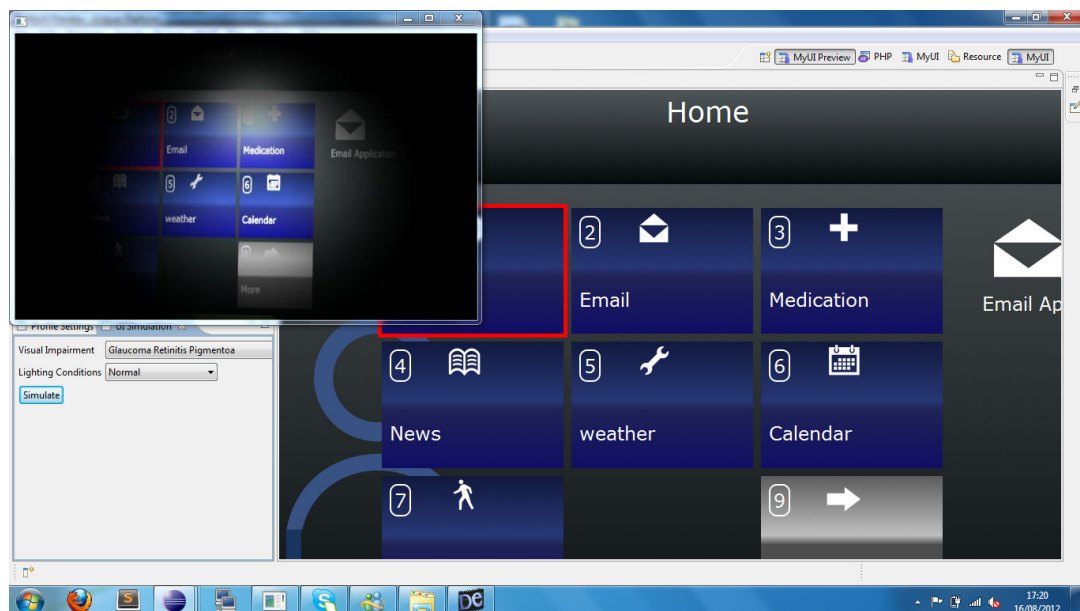 MyUI Preview
PHP
MyUI
Resource
MyUI
Home
2
Email
Medication
Email Application
5
weather
6
Calendar
More
2
Email
3
Medication
Email Ap
Profile Settings
UI Simulation
Visual Impairment
Glaucoma Retinitis Pigmentoa
Lighting Conditions
Normal
Simulate
4
News
5
weather
6
Calendar
7
9
S
S
De
17:20
16/08/2012